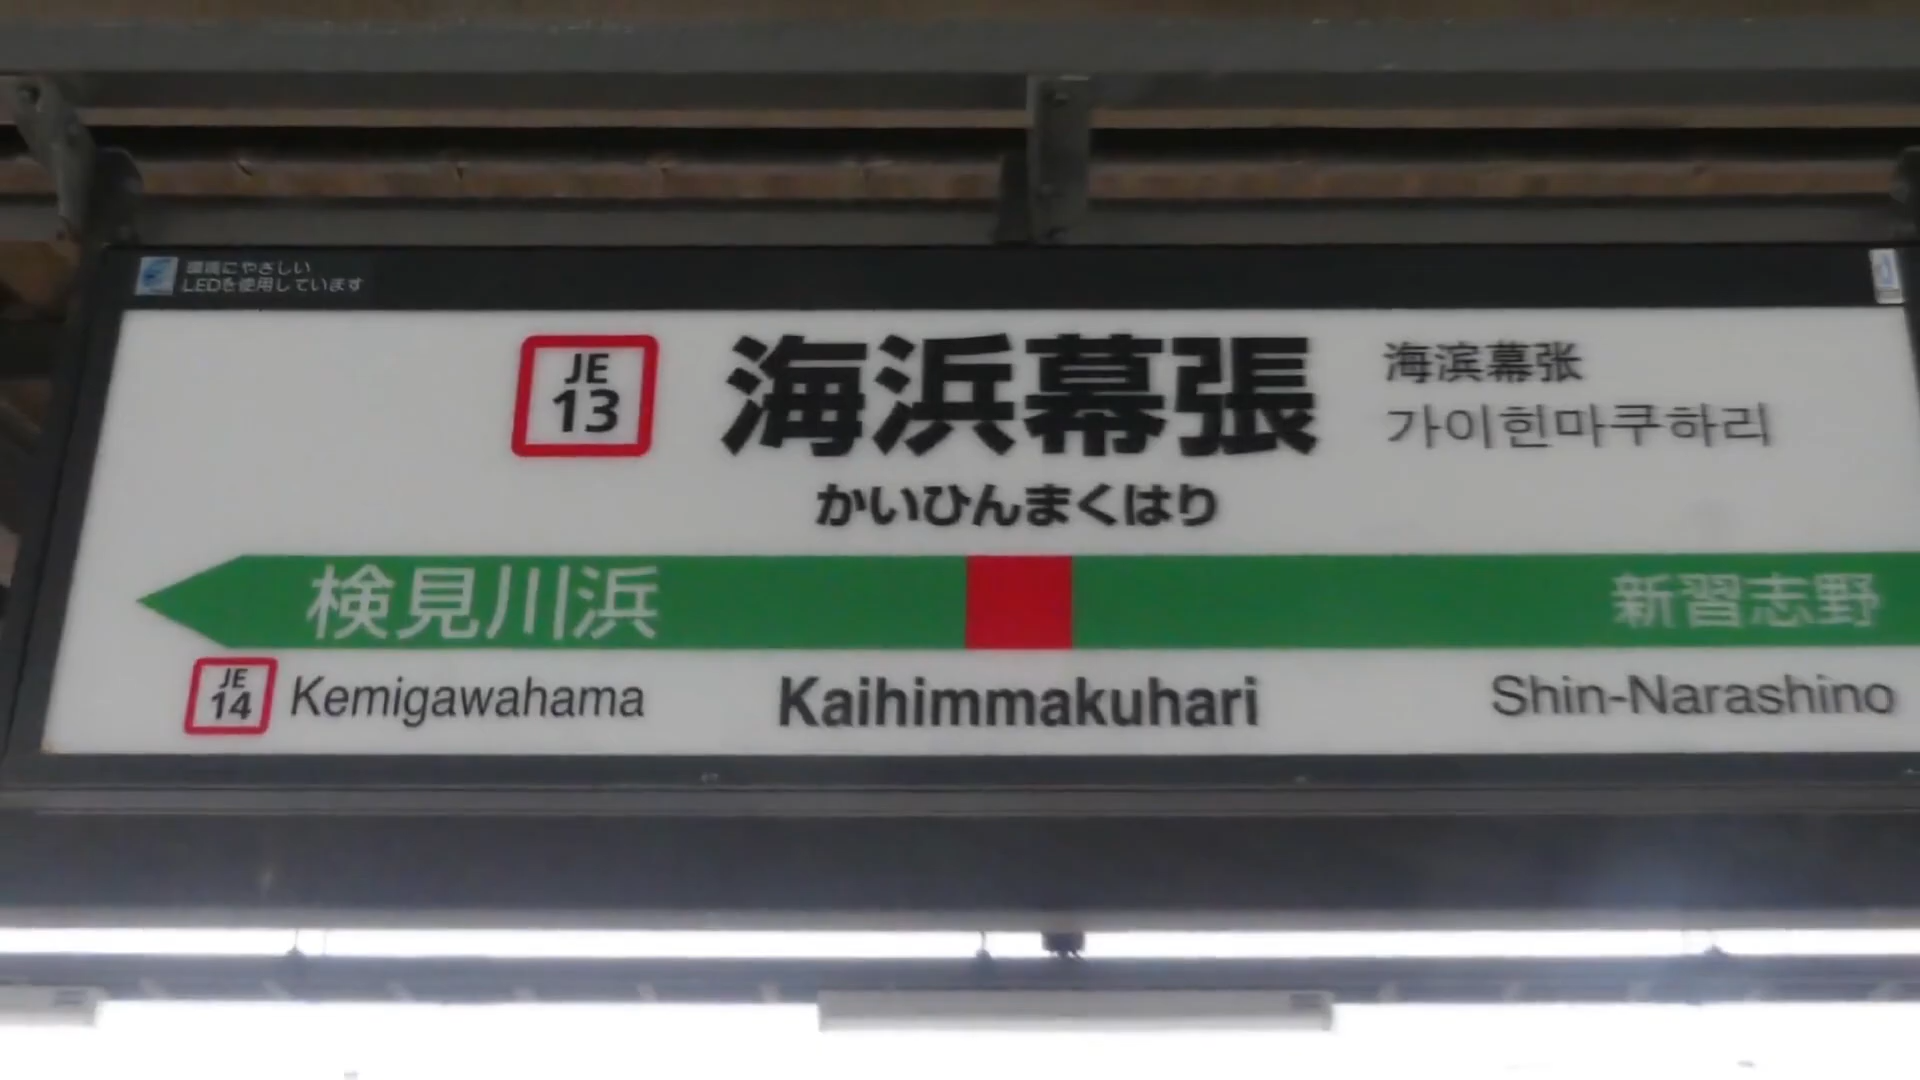 環境にやさしい
LEDを使用しています
JE
13
海浜幕張
海滨幕张
가이힌마쿠하리
かいひんまくはり
検見川浜
新習志野
JE
14
Kemigawahama
Kaihimmakuhari
Shin-Narashino